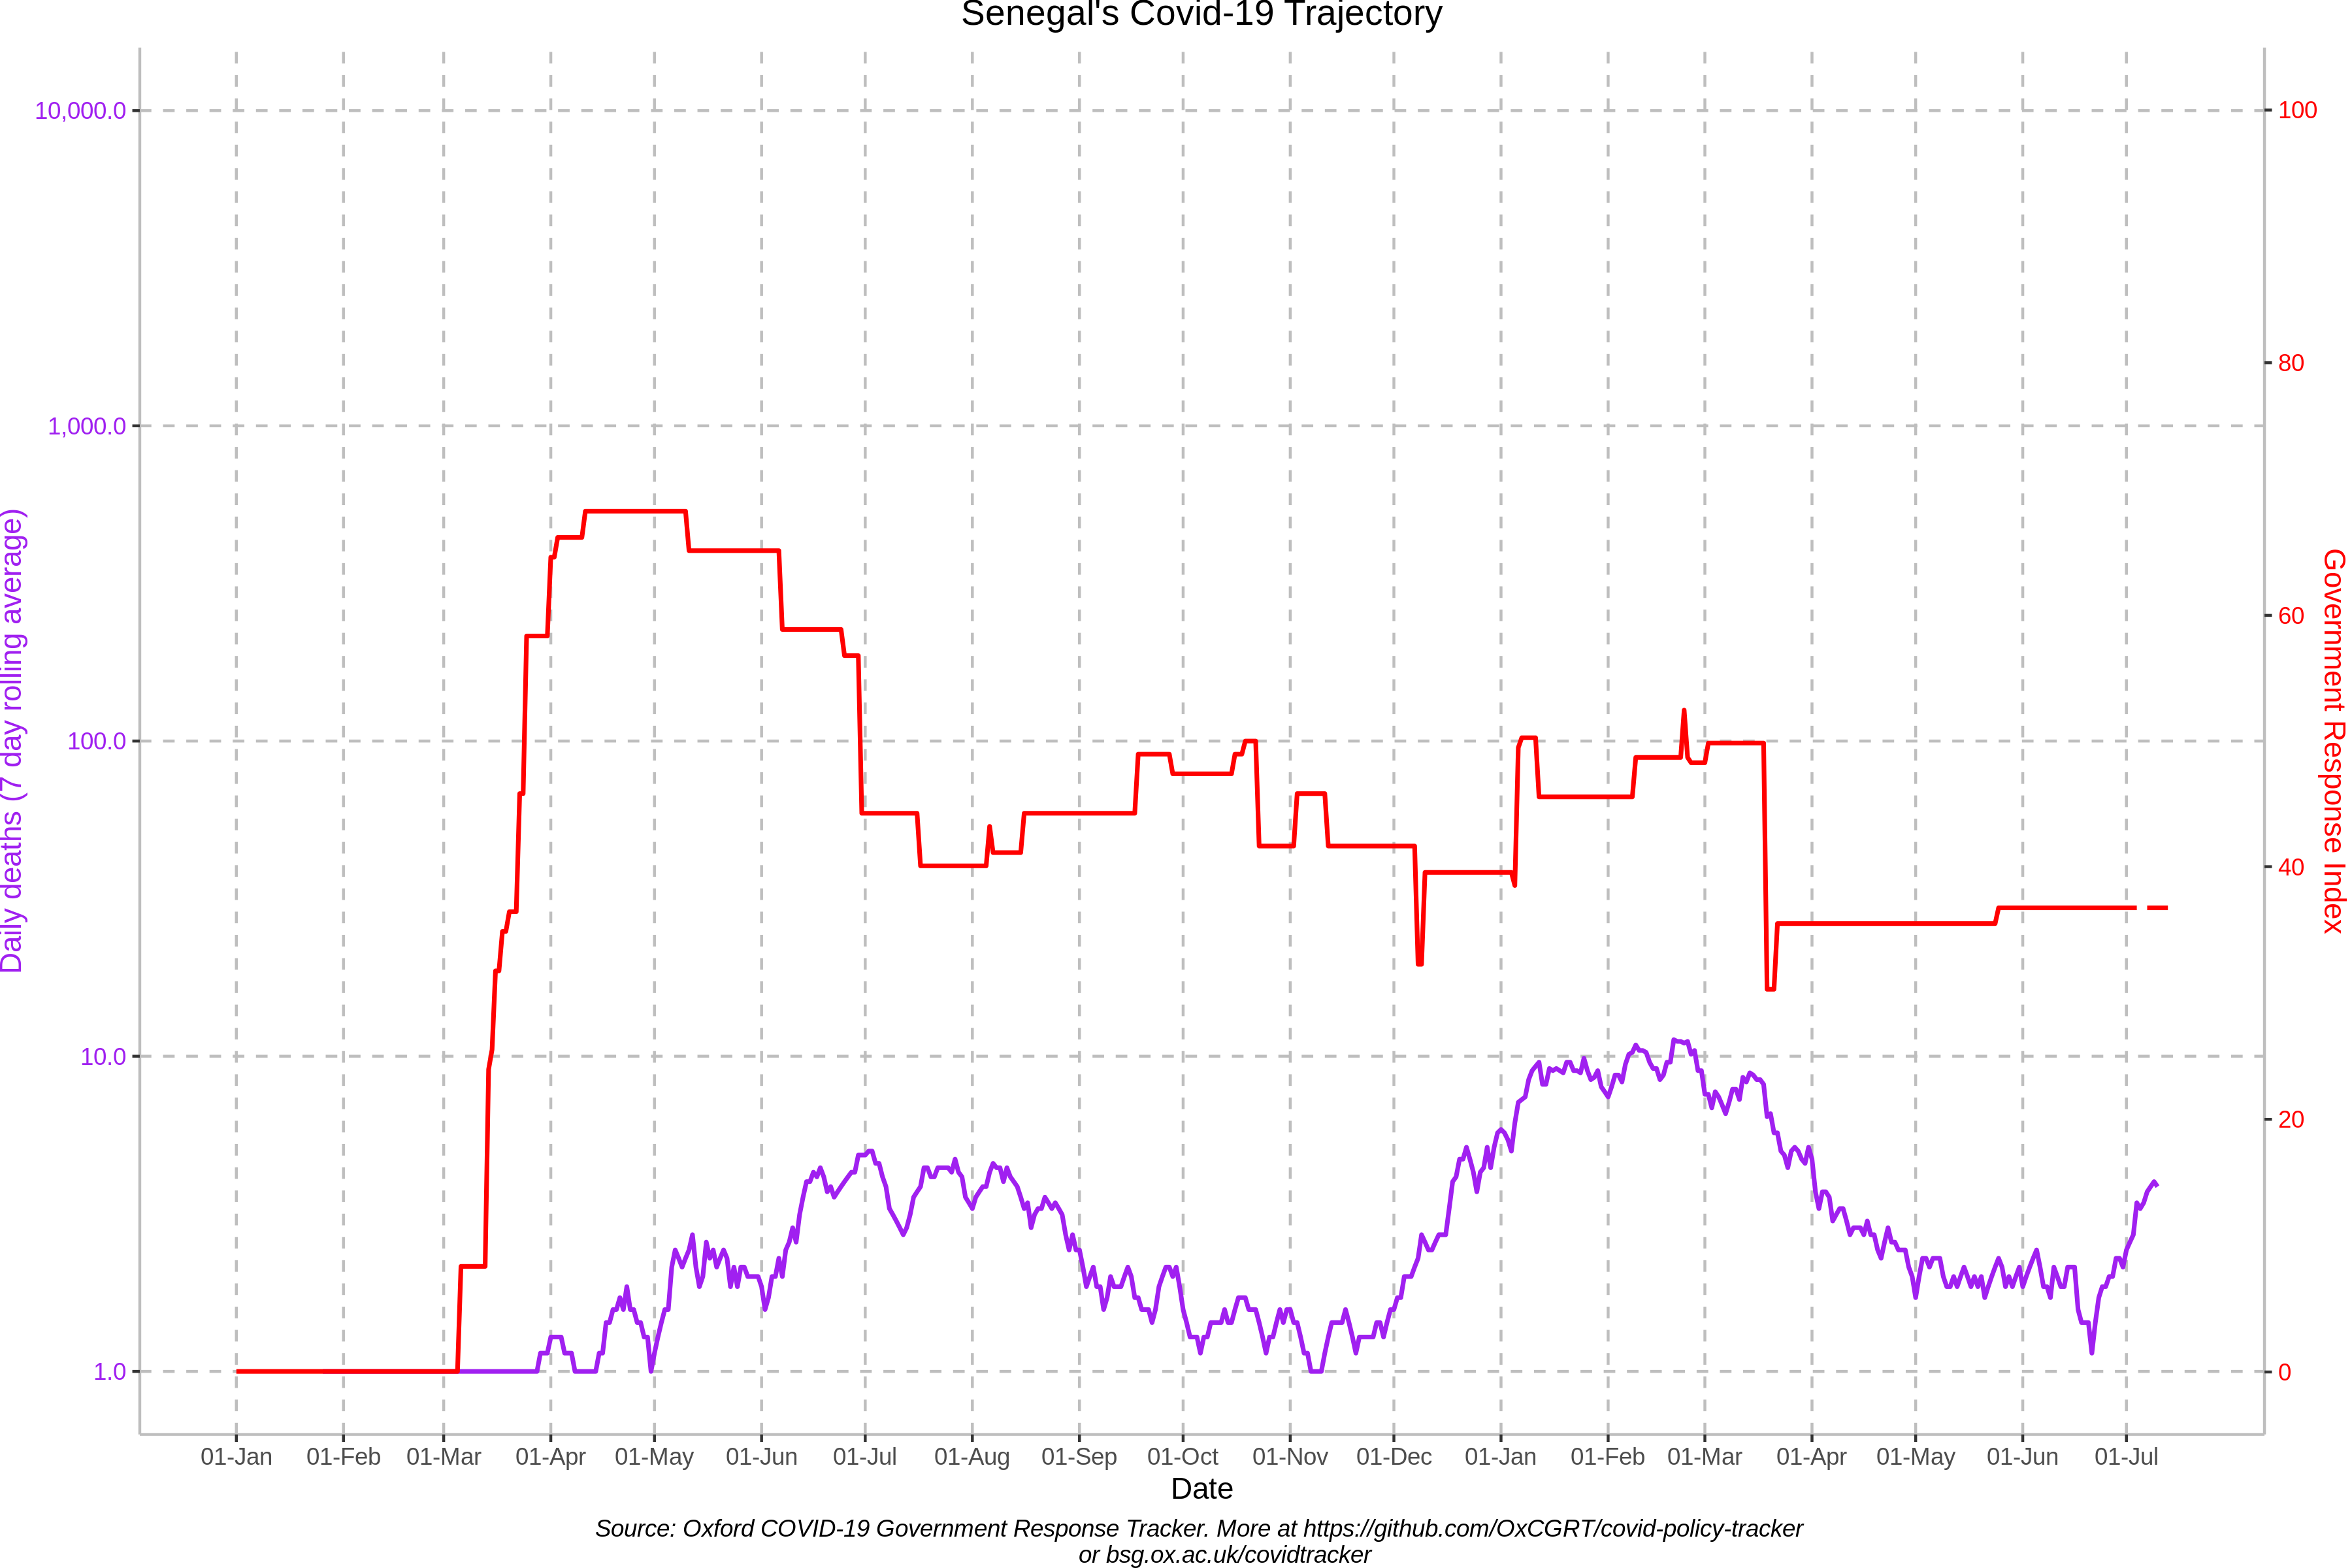 Senegal's Covid-19 Trajectory
10,000.0
1,000.0
100.0
10.0
1.0
Daily deaths (7 day rolling average)
100
80
60
40
20
0
Government Response Index
01-Jan 01-Feb 01-Mar 01-Apr 01-May 01-Jun 01-Jul 01-Aug 01-Sep 01-Oct 01-Nov 01-Dec 01-Jan 01-Feb 01-Mar 01-Apr 01-May 01-Jun 01-Jul
Date
Source: Oxford COVID-19 Government Response Tracker. More at https://github.com/OxCGRT/covid-policy-tracker
or bsg.ox.ac.uk/covidtracker